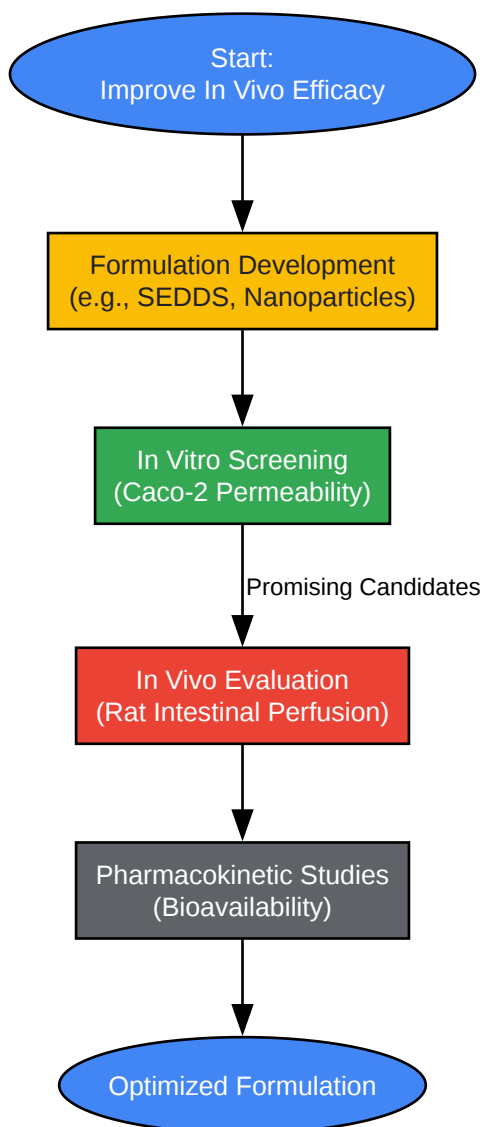 Start:
Improve In Vivo Efficacy
Formulation Development
(e.g., SEDDS, Nanoparticles)
In Vitro Screening
(Caco-2 Permeability)
Promising Candidates
In Vivo Evaluation
(Rat Intestinal Perfusion)
Pharmacokinetic Studies
(Bioavailability)
Optimized Formulation